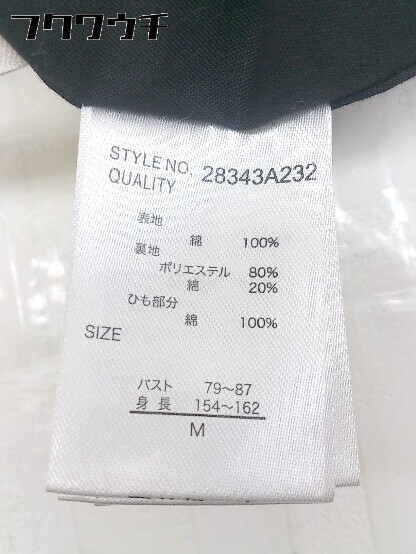 フクウクチ
STYLE NO. 28343A232
QUALITY
表地
綿 100%
裏地
ポリエステル 80%
綿 20%
ひも部分
綿 100%
SIZE
バスト 79~87
身長 154~162
M